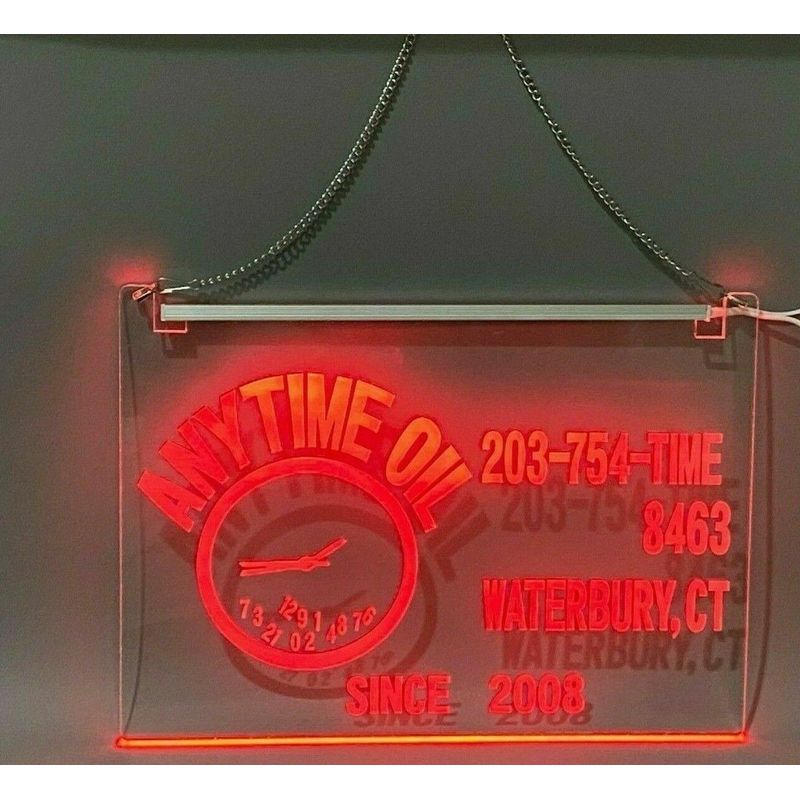 ANYTIME OIL
203-754-TIME
8463
WATERBURY, CT
SINCE 2008